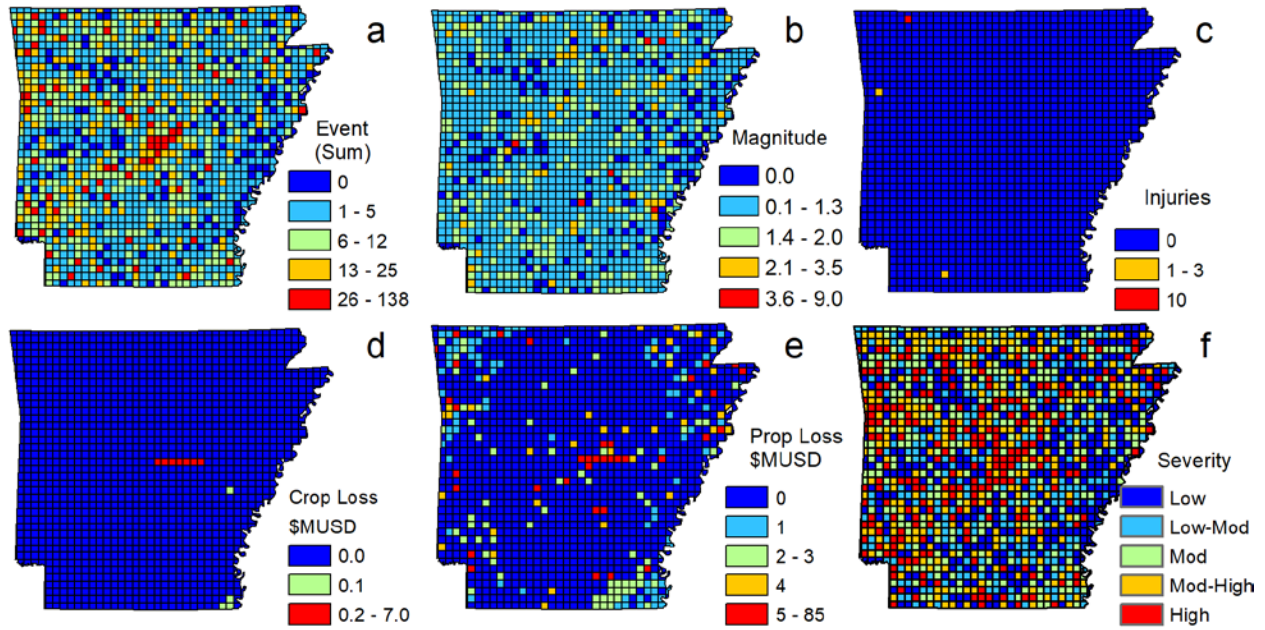 a
Event
(Sum)
0
1 - 5
6 - 12
13 - 25
26 - 138
b
Magnitude
0.0
0.1 - 1.3
1.4 - 2.0
2.1 - 3.5
3.6 - 9.0
c
Injuries
0
1 - 3
10
d
Crop Loss
$MUSD
0.0
0.1
0.2 - 7.0
e
Prop Loss
$MUSD
0
1
2 - 3
4
5 - 85
f
Severity
Low
Low-Mod
Mod
Mod-High
High